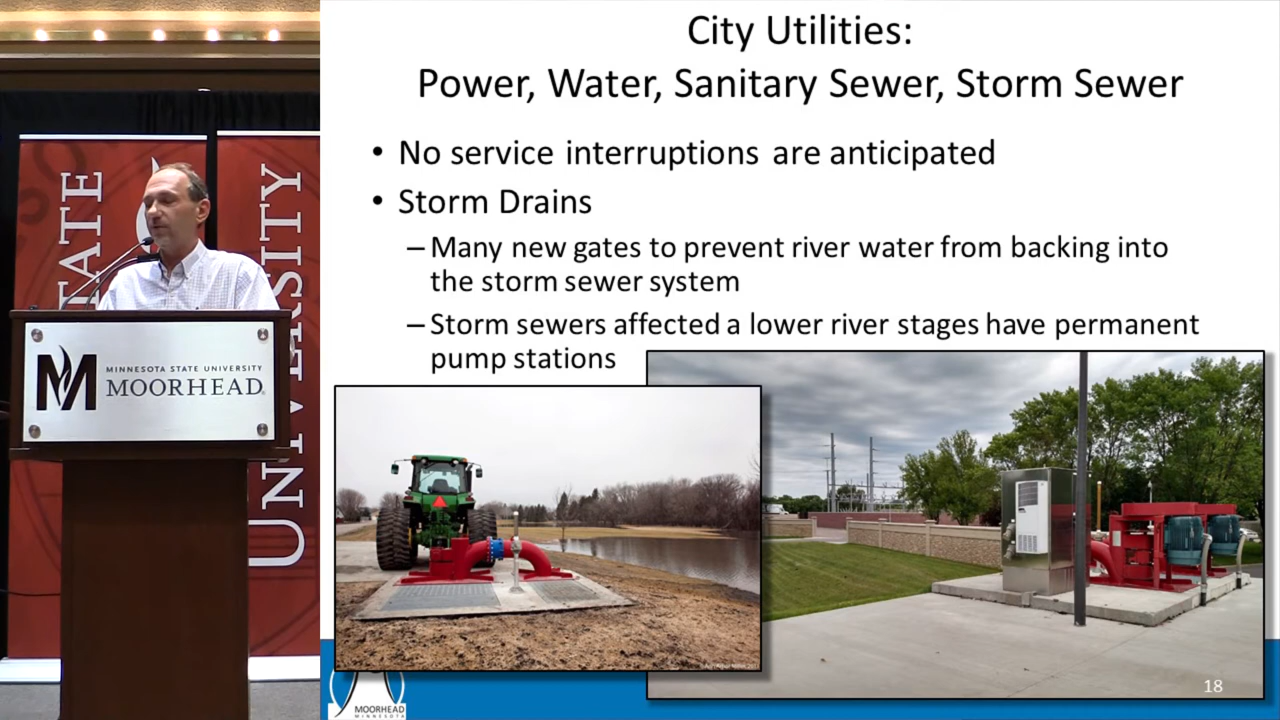 City Utilities:
Power, Water, Sanitary Sewer, Storm Sewer
• No service interruptions are anticipated
• Storm Drains
– Many new gates to prevent river water from backing into
the storm sewer system
– Storm sewers affected a lower river stages have permanent
pump stations
STATE
UNIVERSITY
M
MINNESOTA STATE UNIVERSITY
MOORHEAD
MOORHEAD
MINNESOTA
18